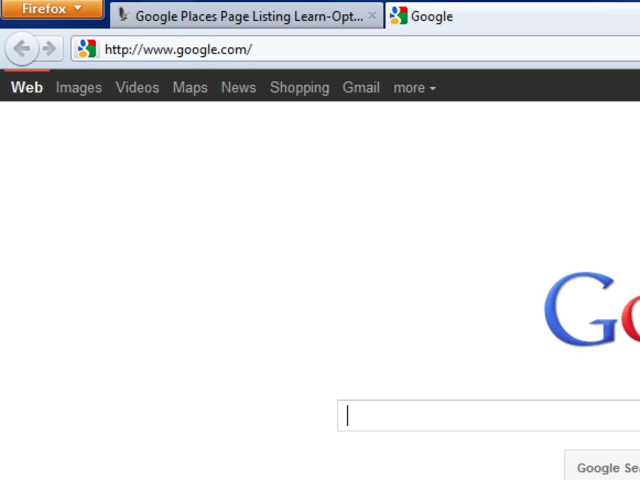 Firefox
Google Places Page Listing Learn-Opt...
Google
http://www.google.com/
Web Images Videos Maps News Shopping Gmail more
Go
Google Sea